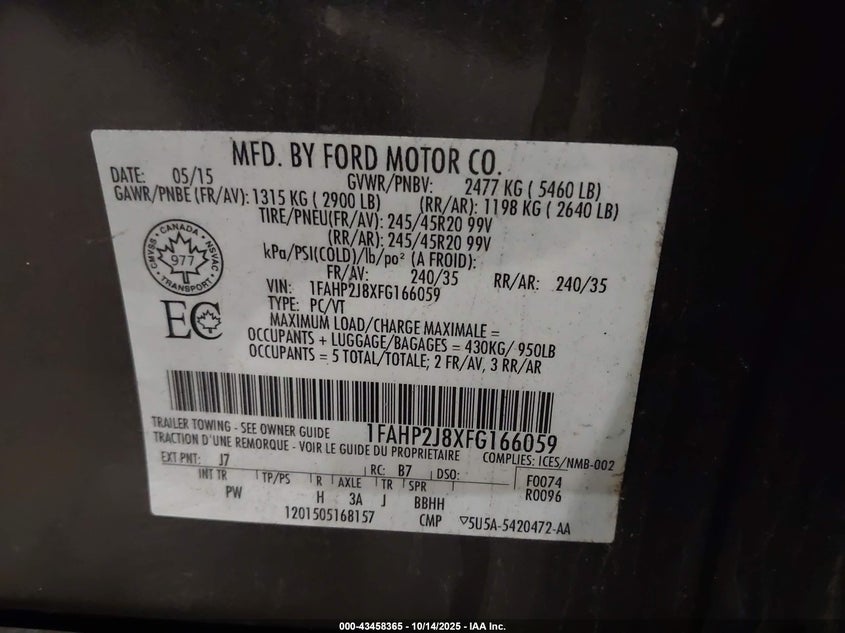 MFD. BY FORD MOTOR CO.
DATE: 05/15 GVWR/PNBV: 2477 KG ( 5460 LB)
GAWR/PNBE (FR/AV): 1315 KG ( 2900 LB) (RR/AR): 1198 KG ( 2640 LB)
TIRE/PNEU(FR/AV): 245/45R20 99V
(RR/AR): 245/45R20 99V
kPa/PSI(COLD)/lb/po² (A FROID):
FR/AV: 240/35 RR/AR: 240/35
VIN: 1FAHP2J8XFG166059
TYPE: PC/VT
MAXIMUM LOAD/CHARGE MAXIMALE =
OCCUPANTS + LUGGAGE/BAGAGES = 430KG/ 950LB
OCCUPANTS = 5 TOTAL/TOTALE; 2 FR/AV, 3 RR/AR
CMVSS CANADA NSVAC
977
TRANSPORT
EC
1FAHP2J8XFG166059
TRAILER TOWING - SEE OWNER GUIDE
TRACTION D'UNE REMORQUE - VOIR LE GUIDE DU PROPRIETAIRE
COMPLIES: ICES/NMB-002
EXT PNT: J7 RC: B7 DSO: F0074
INT TR TP/PS R AXLE TR SPR R0096
PW H 3A J BBHH
1201505168157 CMP ▽5U5A-5420472-AA
000-43458365 | 10/14/2025 - IAA Inc.